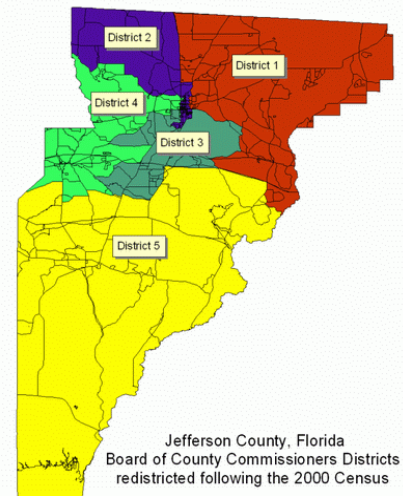 District 2
District 1
District 4
District 3
District 5
Jefferson County, Florida
Board of County Commissioners Districts
redistricted following the 2000 Census